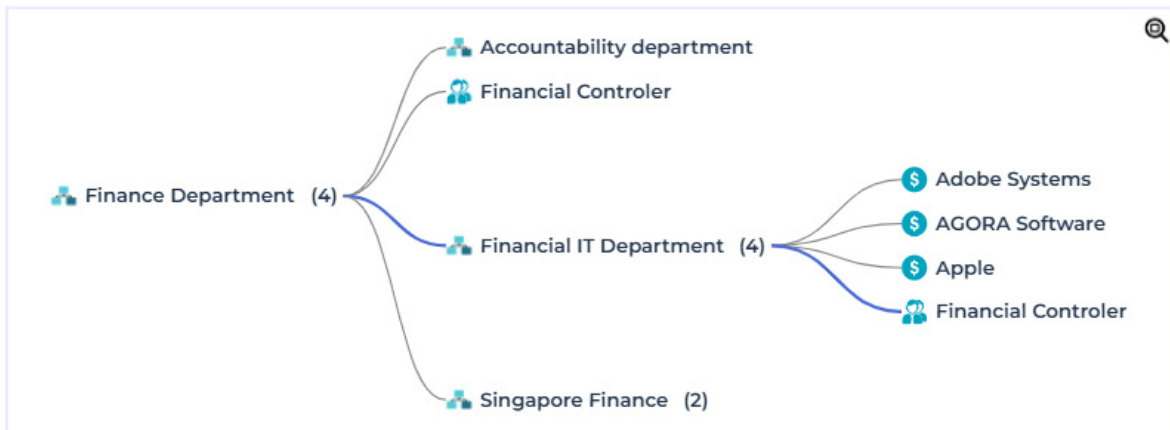 Accountability department
Financial Controler
Finance Department (4)
Financial IT Department (4)
Adobe Systems
AGORA Software
Apple
Financial Controler
Singapore Finance (2)